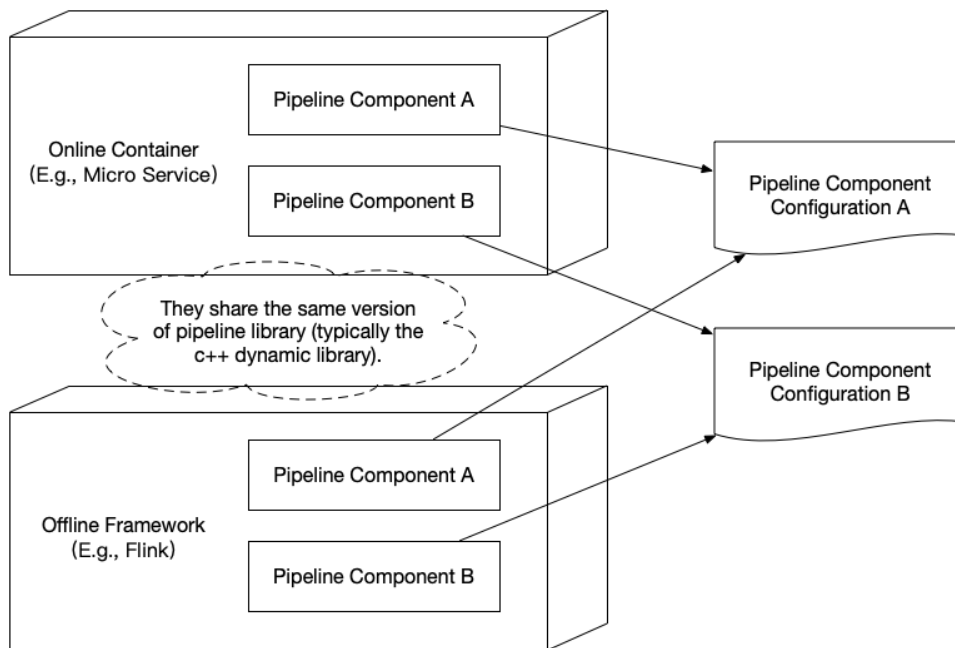 Pipeline Component A
Online Container
(E.g., Micro Service)
Pipeline Component B
Pipeline Component
Configuration A
They share the same version
of pipeline library (typically the
c++ dynamic library).
Pipeline Component
Configuration B
Pipeline Component A
Offline Framework
(E.g., Flink)
Pipeline Component B